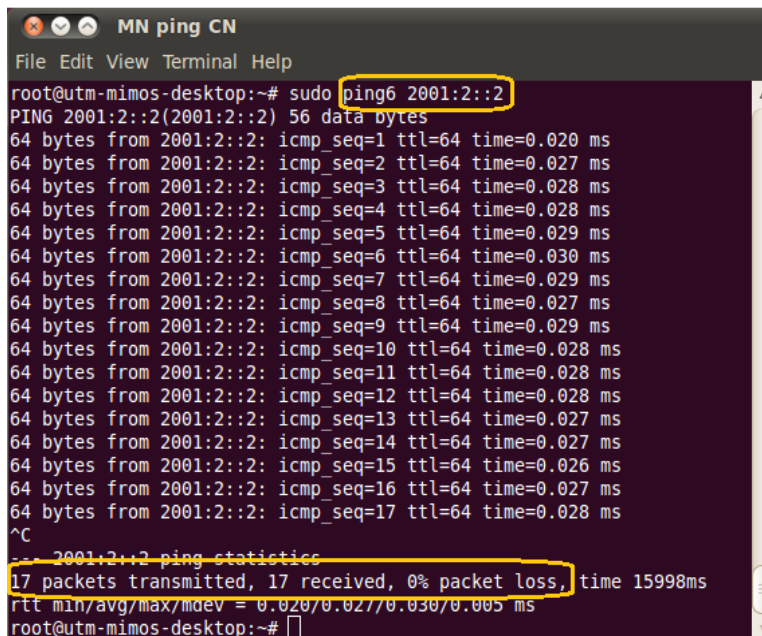 MN ping CN
File Edit View Terminal Help
root@utm-mimos-desktop:~# sudo ping6 2001:2::2
PING 2001:2::2(2001:2::2) 56 data bytes
64 bytes from 2001:2::2: icmp_seq=1 ttl=64 time=0.020 ms
64 bytes from 2001:2::2: icmp_seq=2 ttl=64 time=0.027 ms
64 bytes from 2001:2::2: icmp_seq=3 ttl=64 time=0.028 ms
64 bytes from 2001:2::2: icmp_seq=4 ttl=64 time=0.028 ms
64 bytes from 2001:2::2: icmp_seq=5 ttl=64 time=0.029 ms
64 bytes from 2001:2::2: icmp_seq=6 ttl=64 time=0.030 ms
64 bytes from 2001:2::2: icmp_seq=7 ttl=64 time=0.029 ms
64 bytes from 2001:2::2: icmp_seq=8 ttl=64 time=0.027 ms
64 bytes from 2001:2::2: icmp_seq=9 ttl=64 time=0.029 ms
64 bytes from 2001:2::2: icmp_seq=10 ttl=64 time=0.028 ms
64 bytes from 2001:2::2: icmp_seq=11 ttl=64 time=0.028 ms
64 bytes from 2001:2::2: icmp_seq=12 ttl=64 time=0.028 ms
64 bytes from 2001:2::2: icmp_seq=13 ttl=64 time=0.027 ms
64 bytes from 2001:2::2: icmp_seq=14 ttl=64 time=0.027 ms
64 bytes from 2001:2::2: icmp_seq=15 ttl=64 time=0.026 ms
64 bytes from 2001:2::2: icmp_seq=16 ttl=64 time=0.027 ms
64 bytes from 2001:2::2: icmp_seq=17 ttl=64 time=0.028 ms
^C
--- 2001:2::2 ping statistics
17 packets transmitted, 17 received, 0% packet loss, time 15998ms
rtt min/avg/max/mdev = 0.020/0.027/0.030/0.005 ms
root@utm-mimos-desktop:~#